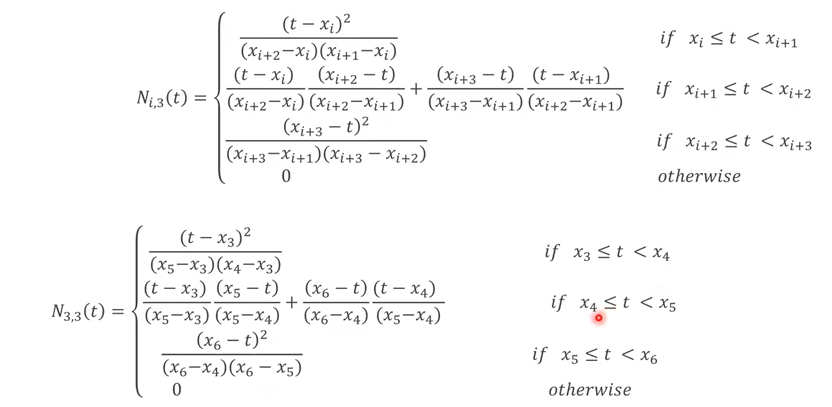 (t − x_i)^2 / (x_{i+2}−x_i)(x_{i+1}−x_i) if x_i ≤ t < x_{i+1}
N_{i,3}(t) = { (t − x_i)/(x_{i+2}−x_i) (x_{i+2} − t)/(x_{i+2}−x_{i+1}) + (x_{i+3} − t)/(x_{i+3}−x_{i+1}) (t − x_{i+1})/(x_{i+2}−x_{i+1}) if x_{i+1} ≤ t < x_{i+2}
(x_{i+3} − t)^2 / (x_{i+3}−x_{i+1})(x_{i+3} − x_{i+2}) if x_{i+2} ≤ t < x_{i+3}
0 otherwise
(t − x_3)^2 / (x_5−x_3)(x_4−x_3) if x_3 ≤ t < x_4
N_{3,3}(t) = { (t − x_3)/(x_5−x_3) (x_5 − t)/(x_5−x_4) + (x_6 − t)/(x_6−x_4) (t − x_4)/(x_5−x_4) if x_4 ≤ t < x_5
(x_6 − t)^2 / (x_6−x_4)(x_6 − x_5) if x_5 ≤ t < x_6
0 otherwise